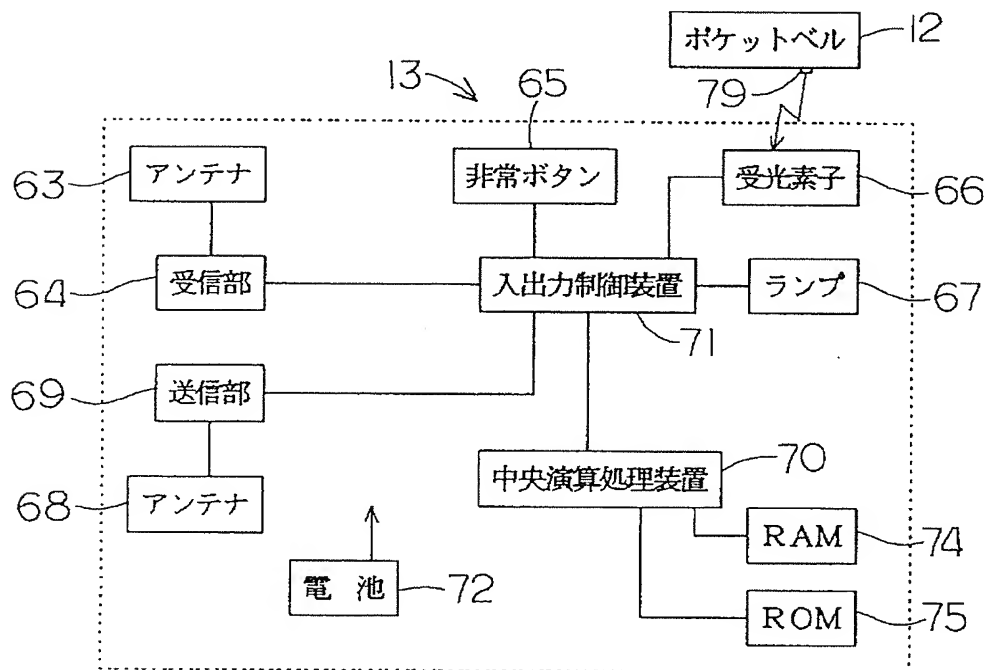 ポケットベル
12
79
13
65
アンテナ
63
非常ボタン
受光素子
66
受信部
64
入出力制御装置
71
ランプ
67
送信部
69
中央演算処理装置
70
アンテナ
68
RAM
74
電 池
72
ROM
75